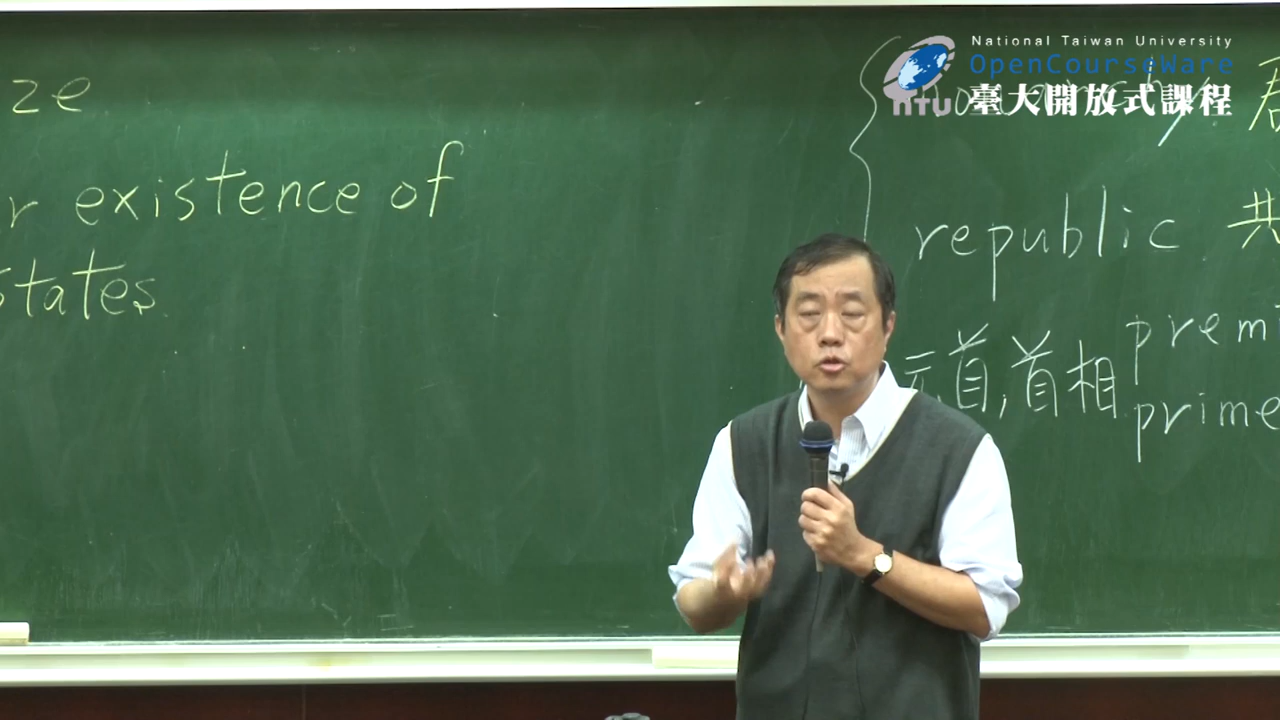 ze
r existence of
states
National Taiwan University
OpenCourseWare
NTU 臺大開放式課程
republic 共
元首,首相
premi
prime